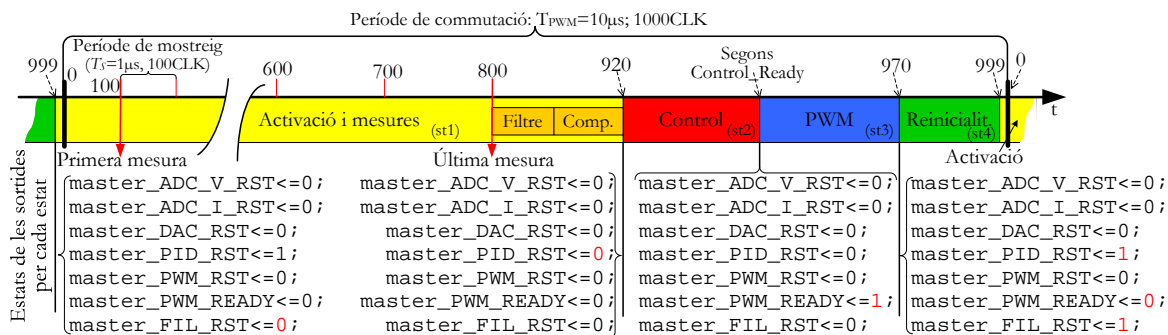 Període de commutació: TPWM=10μs; 1000CLK
Període de mostreig
(TS=1μs, 100CLK)
Segons
Control_Ready
999
0
100
600
700
800
920
970
999
0
t
Activació i mesures (st1)
Filtre
Comp.
Control (st2)
PWM (st3)
Reinicialit. (st4)
Primera mesura
Última mesura
Activació
Estats de les sortides
per cada estat
master_ADC_V_RST<=0;
master_ADC_I_RST<=0;
master_DAC_RST<=0;
master_PID_RST<=1;
master_PWM_RST<=0;
master_PWM_READY<=0;
master_FIL_RST<=0;
master_ADC_V_RST<=0;
master_ADC_I_RST<=0;
master_DAC_RST<=0;
master_PID_RST<=0;
master_PWM_RST<=0;
master_PWM_READY<=0;
master_FIL_RST<=0;
master_ADC_V_RST<=0;
master_ADC_I_RST<=0;
master_DAC_RST<=0;
master_PID_RST<=0;
master_PWM_RST<=0;
master_PWM_READY<=1;
master_FIL_RST<=0;
master_ADC_V_RST<=0;
master_ADC_I_RST<=0;
master_DAC_RST<=0;
master_PID_RST<=1;
master_PWM_RST<=0;
master_PWM_READY<=0;
master_FIL_RST<=1;